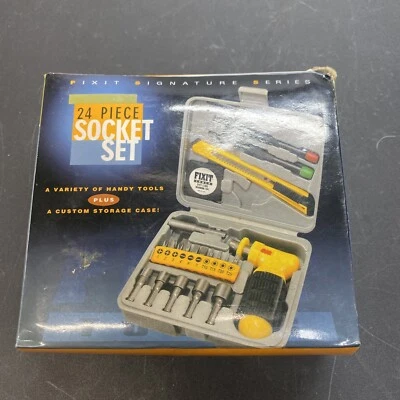 FIXIT SIGNATURE SERIES
24 PIECE
SOCKET
SET
A VARIETY OF HANDY TOOLS
PLUS
A CUSTOM STORAGE CASE!
FIXIT